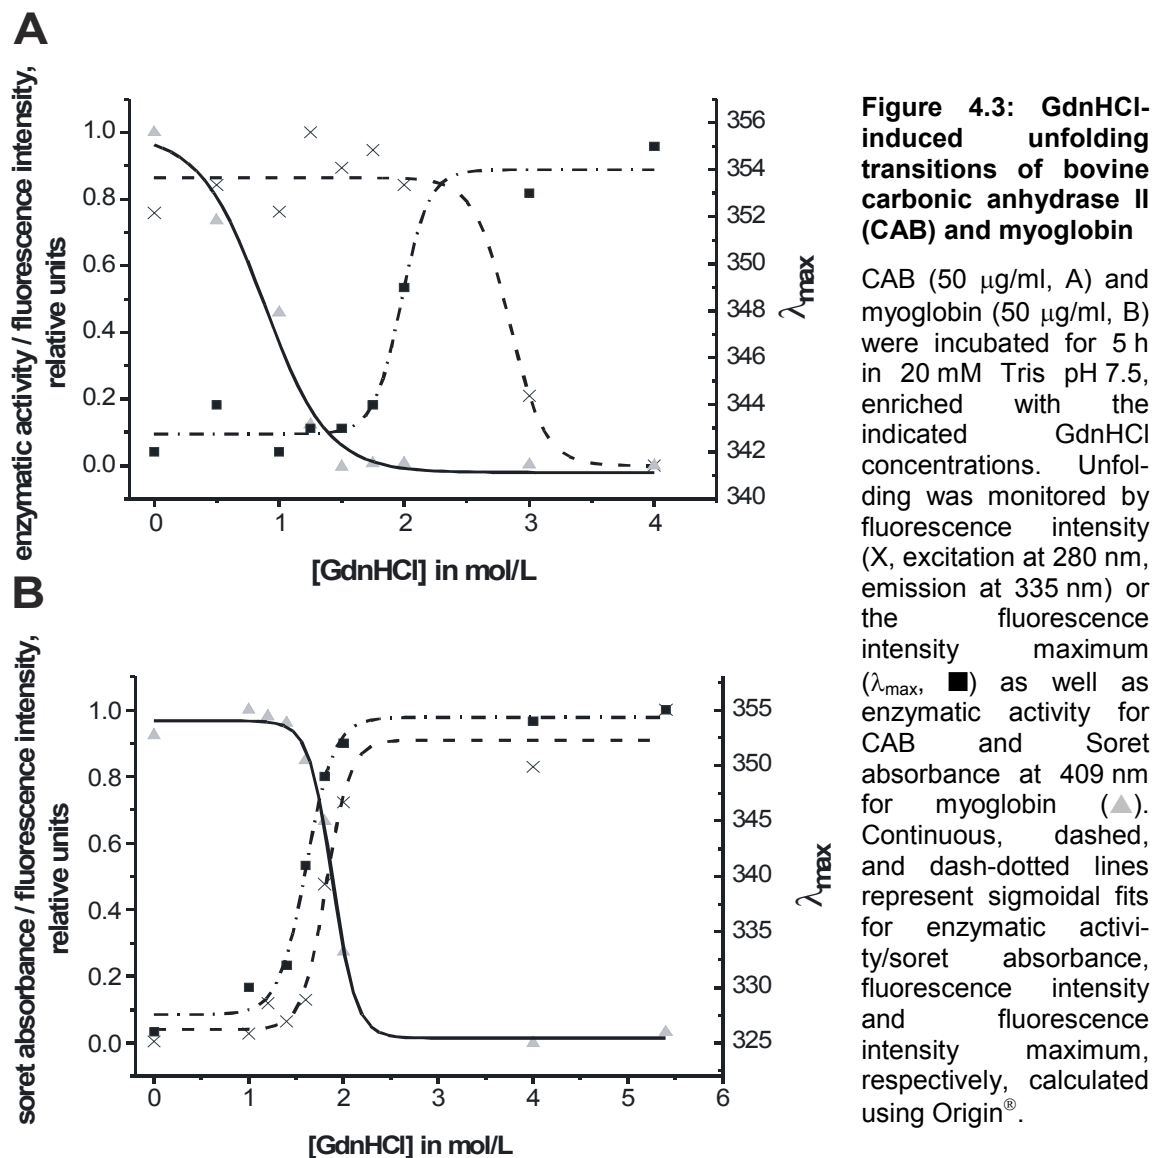 A
enzymatic activity / fluorescence intensity,
relative units
1.0
0.8
0.6
0.4
0.2
0.0
0
1
2
3
4
[GdnHCl] in mol/L
356
354
352
350
348
346
344
342
340
λmax
B
soret absorbance / fluorescence intensity,
relative units
1.0
0.8
0.6
0.4
0.2
0.0
0
1
2
3
4
5
6
[GdnHCl] in mol/L
355
350
345
340
335
330
325
λmax
Figure 4.3: GdnHCl-
induced unfolding
transitions of bovine
carbonic anhydrase II
(CAB) and myoglobin
CAB (50 µg/ml, A) and
myoglobin (50 µg/ml, B)
were incubated for 5 h
in 20 mM Tris pH 7.5,
enriched with the
indicated GdnHCl
concentrations. Unfol-
ding was monitored by
fluorescence intensity
(X, excitation at 280 nm,
emission at 335 nm) or
the fluorescence
intensity maximum
(λmax, ■) as well as
enzymatic activity for
CAB and Soret
absorbance at 409 nm
for myoglobin (▲).
Continuous, dashed,
and dash-dotted lines
represent sigmoidal fits
for enzymatic activi-
ty/soret absorbance,
fluorescence intensity
and fluorescence
intensity maximum,
respectively, calculated
using Origin®.